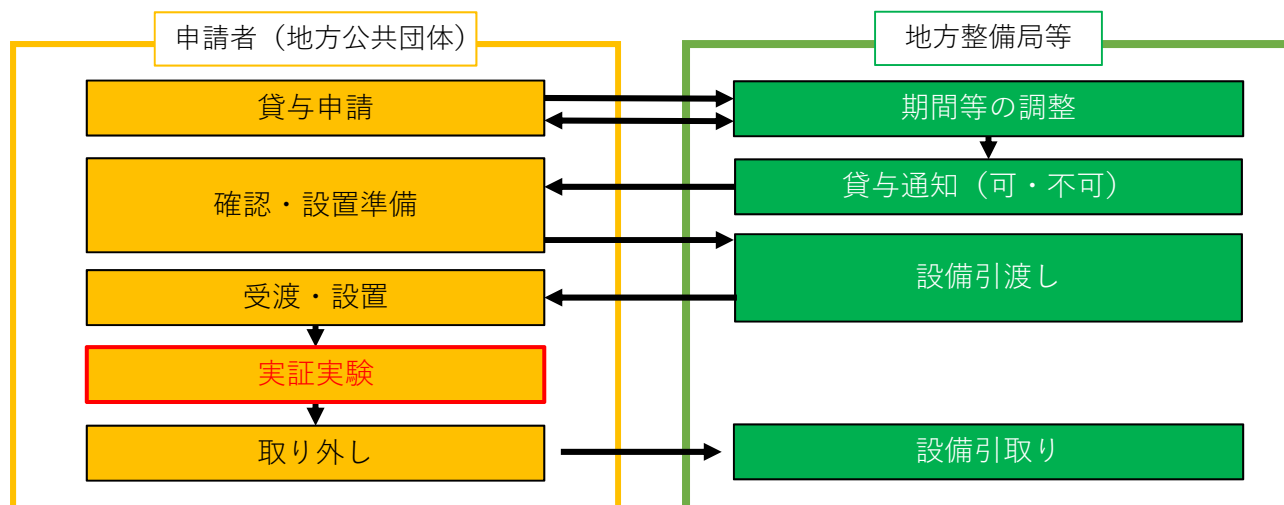 申請者（地方公共団体）
地方整備局等
貸与申請
期間等の調整
確認・設置準備
貸与通知（可・不可）
設備引渡し
受渡・設置
実証実験
取り外し
設備引取り